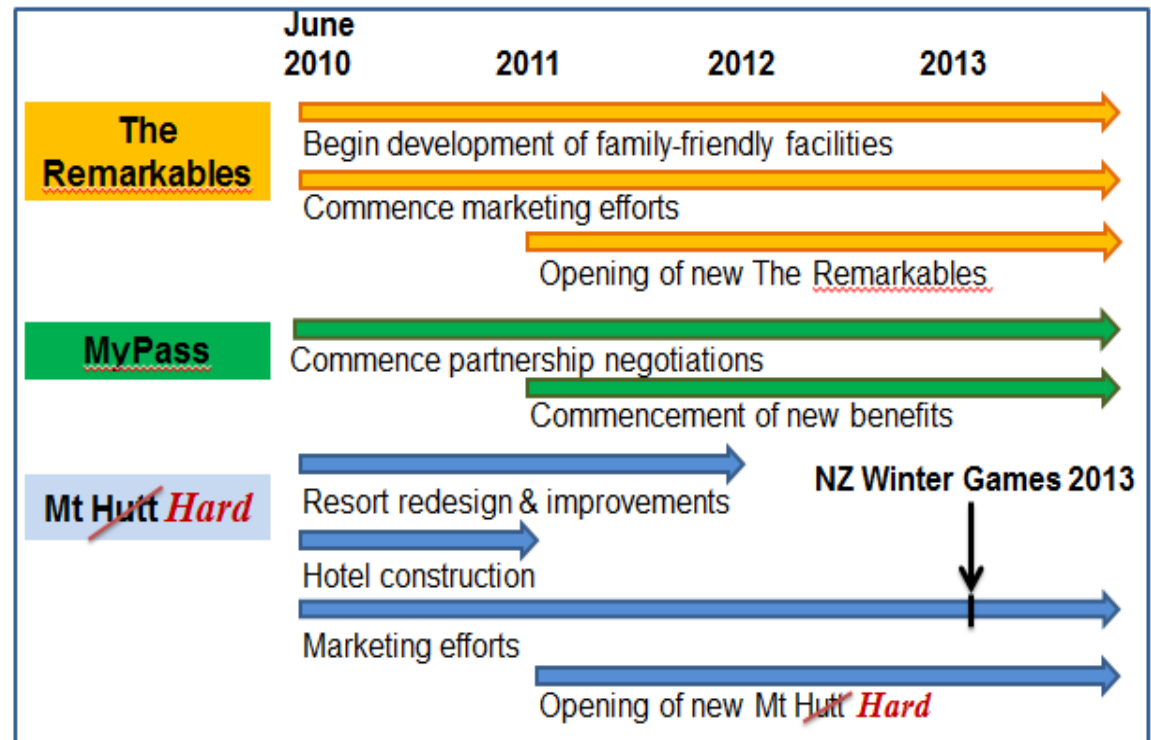 June
2010 2011 2012 2013
The
Remarkables
Begin development of family-friendly facilities
Commence marketing efforts
Opening of new The Remarkables
MyPass
Commence partnership negotiations
Commencement of new benefits
Mt Hutt Hard
Resort redesign & improvements
NZ Winter Games 2013
Hotel construction
Marketing efforts
Opening of new Mt Hutt Hard